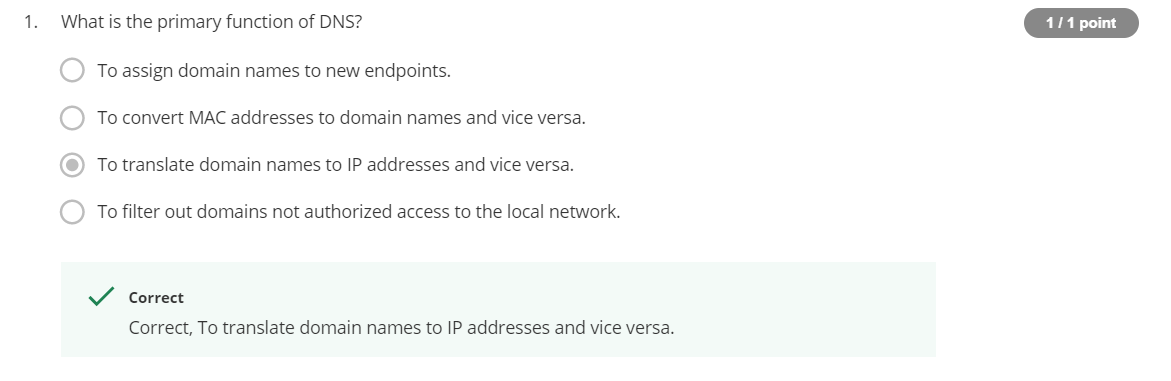 1. What is the primary function of DNS?
1 / 1 point
To assign domain names to new endpoints.
To convert MAC addresses to domain names and vice versa.
To translate domain names to IP addresses and vice versa.
To filter out domains not authorized access to the local network.
Correct
Correct, To translate domain names to IP addresses and vice versa.